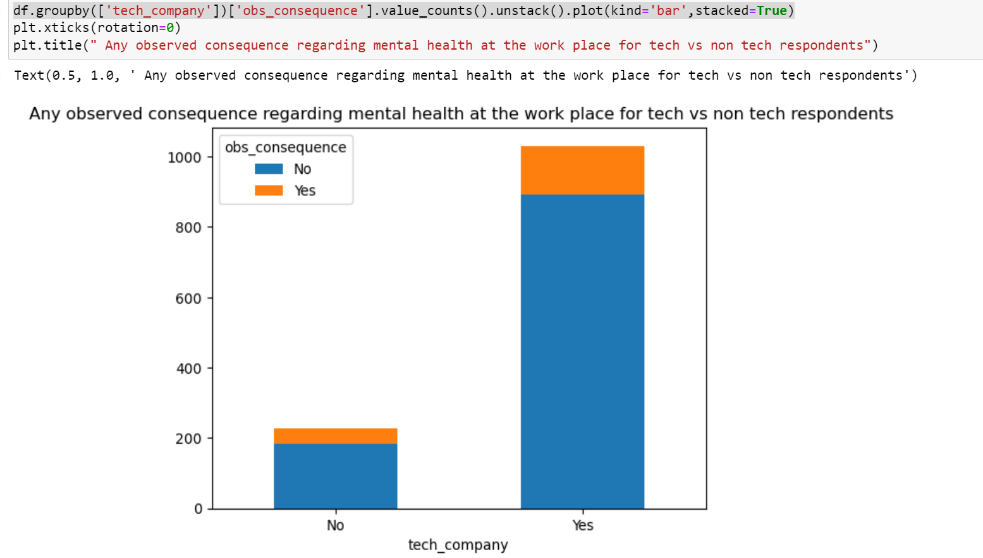 df.groupby(['tech_company'])['obs_consequence'].value_counts().unstack().plot(kind='bar',stacked=True)
plt.xticks(rotation=0)
plt.title(" Any observed consequence regarding mental health at the work place for tech vs non tech respondents")
Text(0.5, 1.0, ' Any observed consequence regarding mental health at the work place for tech vs non tech respondents')
Any observed consequence regarding mental health at the work place for tech vs non tech respondents
obs_consequence
No
Yes
1000
800
600
400
200
0
No Yes
tech_company